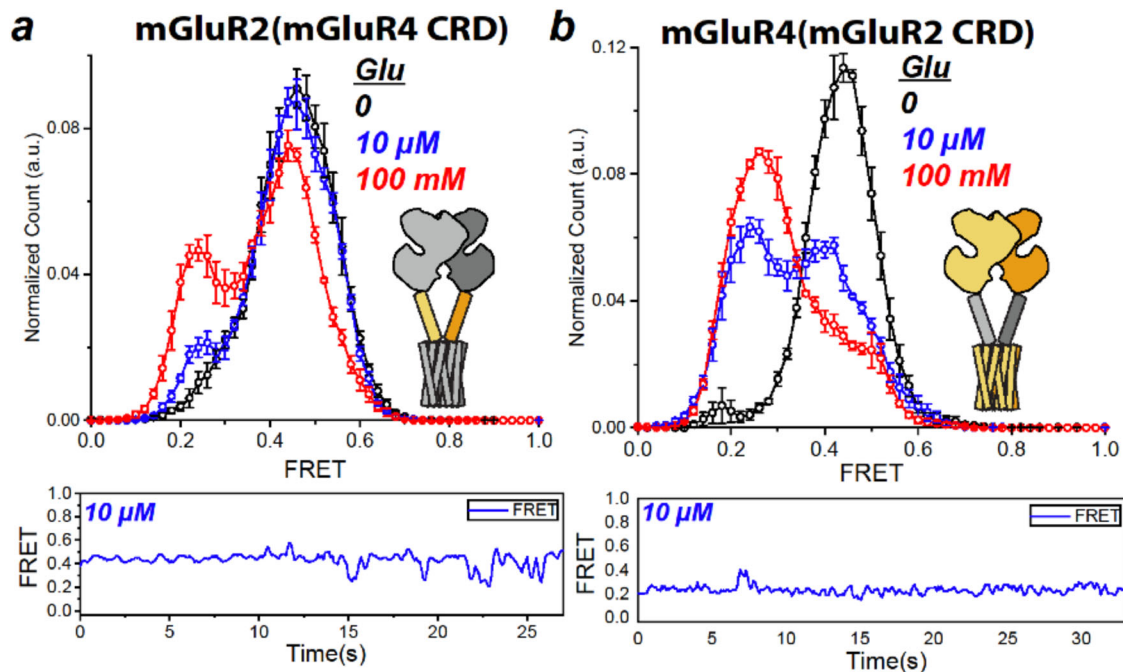 a
mGluR2(mGluR4 CRD)
Glu
0
10 µM
100 mM
Normalized Count (a.u.)
0.08
0.04
0.00
0.0 0.2 0.4 0.6 0.8 1.0
FRET
10 µM
FRET
FRET
1.0
0.8
0.6
0.4
0.2
0.0
0 5 10 15 20 25
Time(s)
b
mGluR4(mGluR2 CRD)
Glu
0
10 µM
100 mM
Normalized Count (a.u.)
0.12
0.08
0.04
0.00
0.0 0.2 0.4 0.6 0.8 1.0
FRET
10 µM
FRET
FRET
1.0
0.8
0.6
0.4
0.2
0.0
0 5 10 15 20 25 30
Time(s)